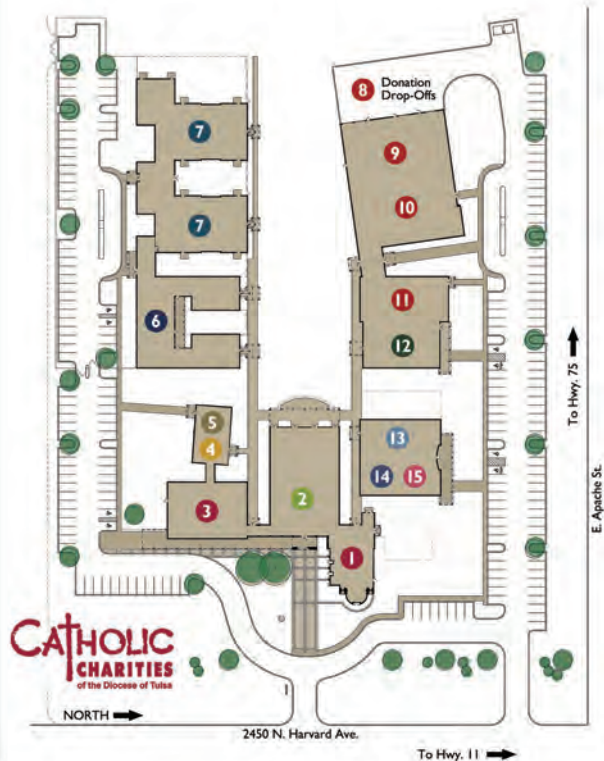 8 Donation
Drop-Offs
7
9
7
10
11
6
12
5
13
4
14 15
3
2
1
To Hwy. 75
E. Apache St.
CATHOLIC
CHARITIES
of the Diocese of Tulsa
NORTH
2450 N. Harvard Ave.
To Hwy. 11